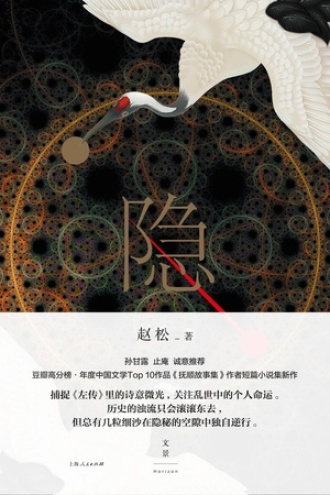 隐
赵松 _ 著
孙甘露 止庵 诚意推荐
豆瓣高分榜·年度中国文学Top 10作品《抚顺故事集》作者短篇小说集新作
捕捉《左传》里的诗意微光，关注乱世中的个人命运。
历史的浊流只会滚滚东去，
但总有几粒细沙在隐秘的空隙中独自逆行。
文景
Horizon
上海人民出版社